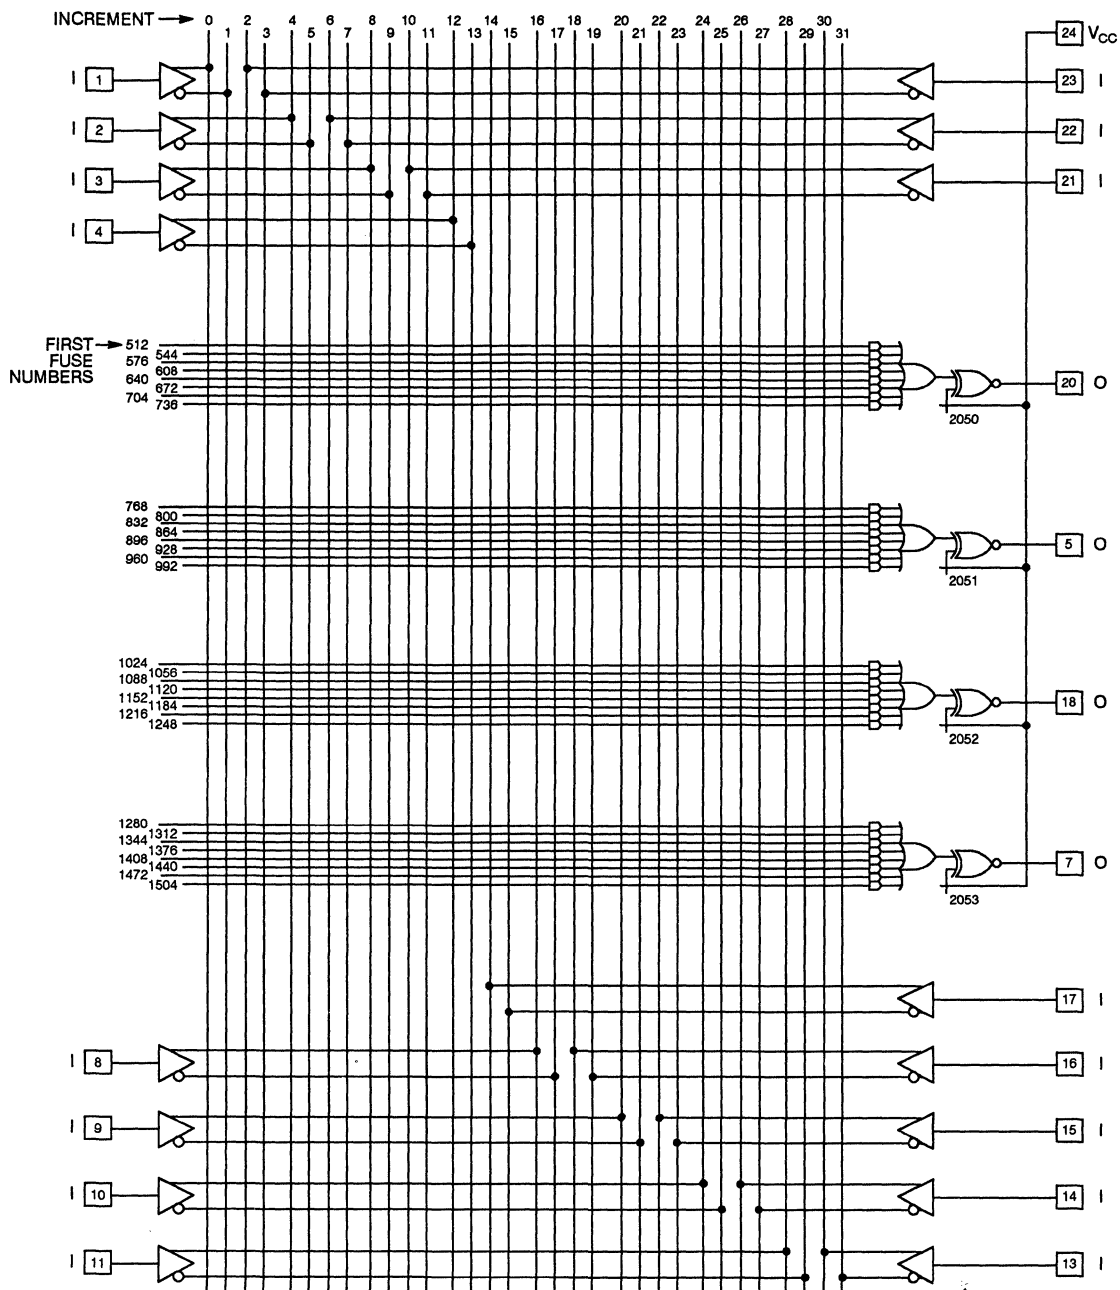 INCREMENT
0 2 4 6 8 10 12 14 16 18 20 22 24 26 28 30
1 3 5 7 9 11 13 15 17 19 21 23 25 27 29 31
24 VCC
I 1
23 I
I 2
22 I
I 3
21 I
I 4
FIRST
FUSE
NUMBERS
512
544
576
608
640
672
704
736
20 O
2050
768
800
832
864
896
928
960
992
5 O
2051
1024
1056
1088
1120
1152
1184
1216
1248
18 O
2052
1280
1312
1344
1376
1408
1440
1472
1504
7 O
2053
17 I
I 8
16 I
I 9
15 I
I 10
14 I
I 11
13 I